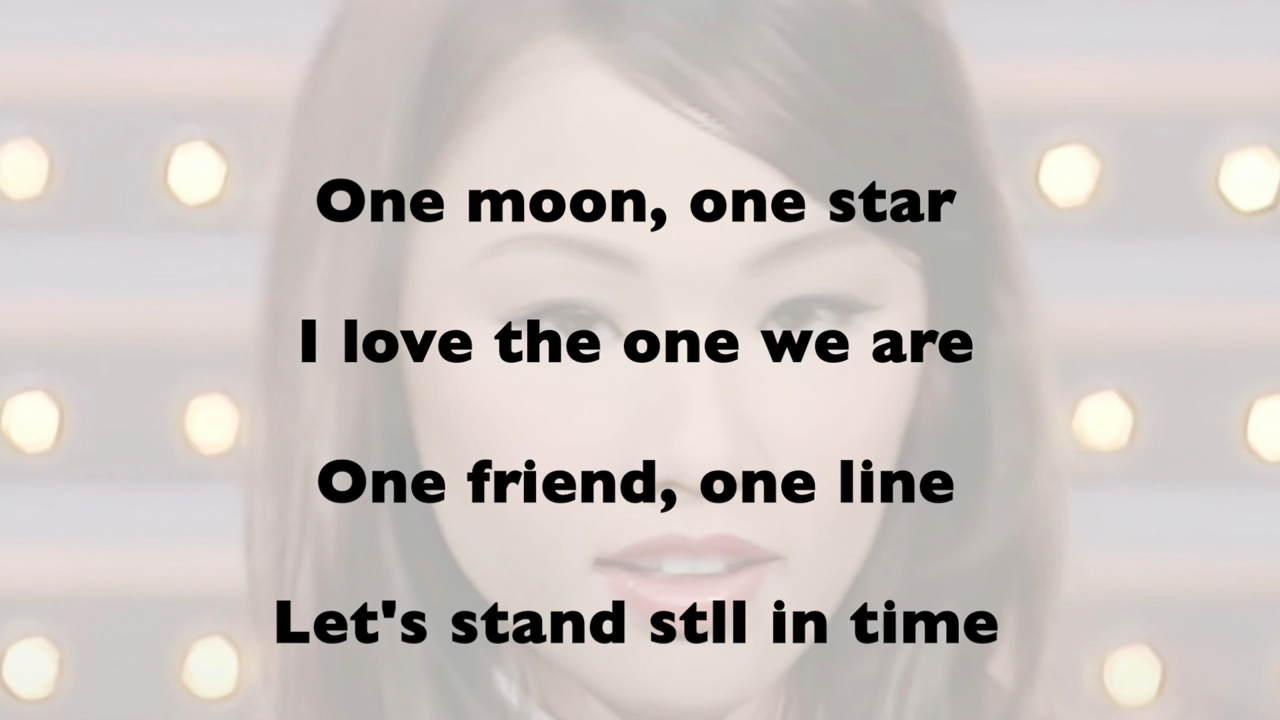 One moon, one star
I love the one we are
One friend, one line
Let's stand stll in time